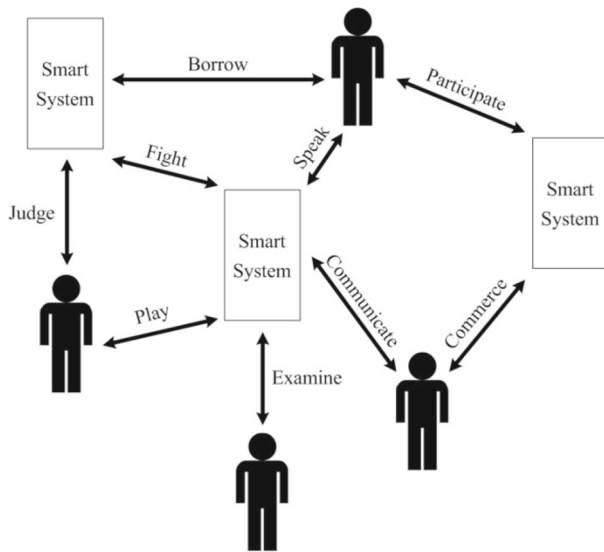 Smart
System
Borrow
Participate
Fight
Speak
Judge
Smart
System
Smart
System
Play
Communicate
Commerce
Examine